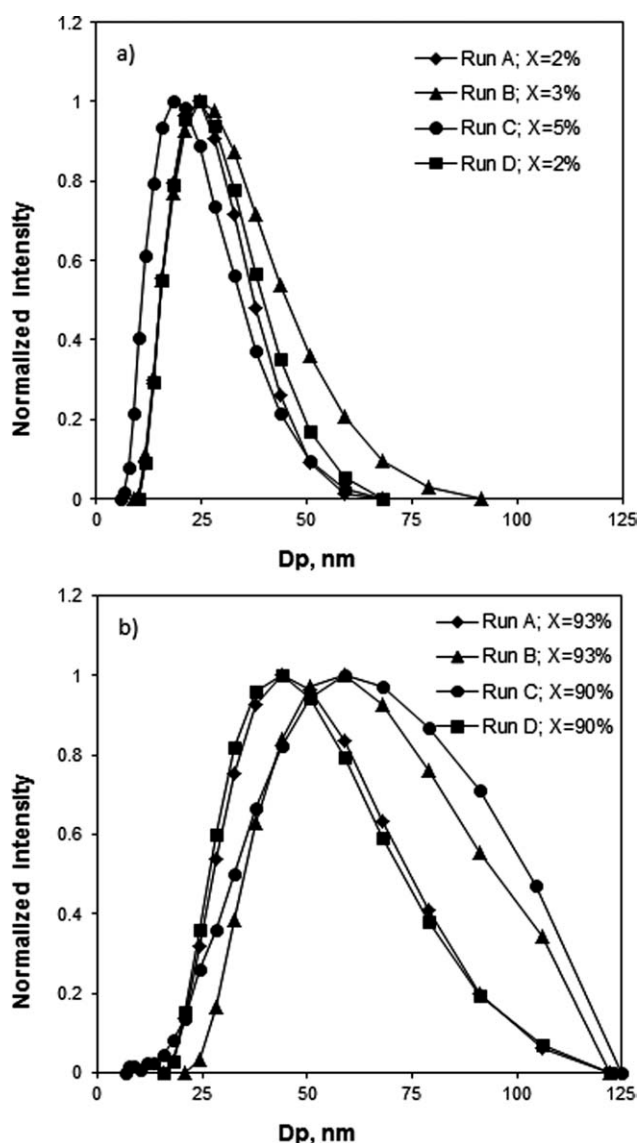 a)
Run A; X=2%
Run B; X=3%
Run C; X=5%
Run D; X=2%
1.2
1
0.8
0.6
0.4
0.2
0
Normalized Intensity
0 25 50 75 100 125
Dp, nm
b)
Run A; X=93%
Run B; X=93%
Run C; X=90%
Run D; X=90%
1.2
1
0.8
0.6
0.4
0.2
0
Normalized Intensity
0 25 50 75 100 125
Dp, nm